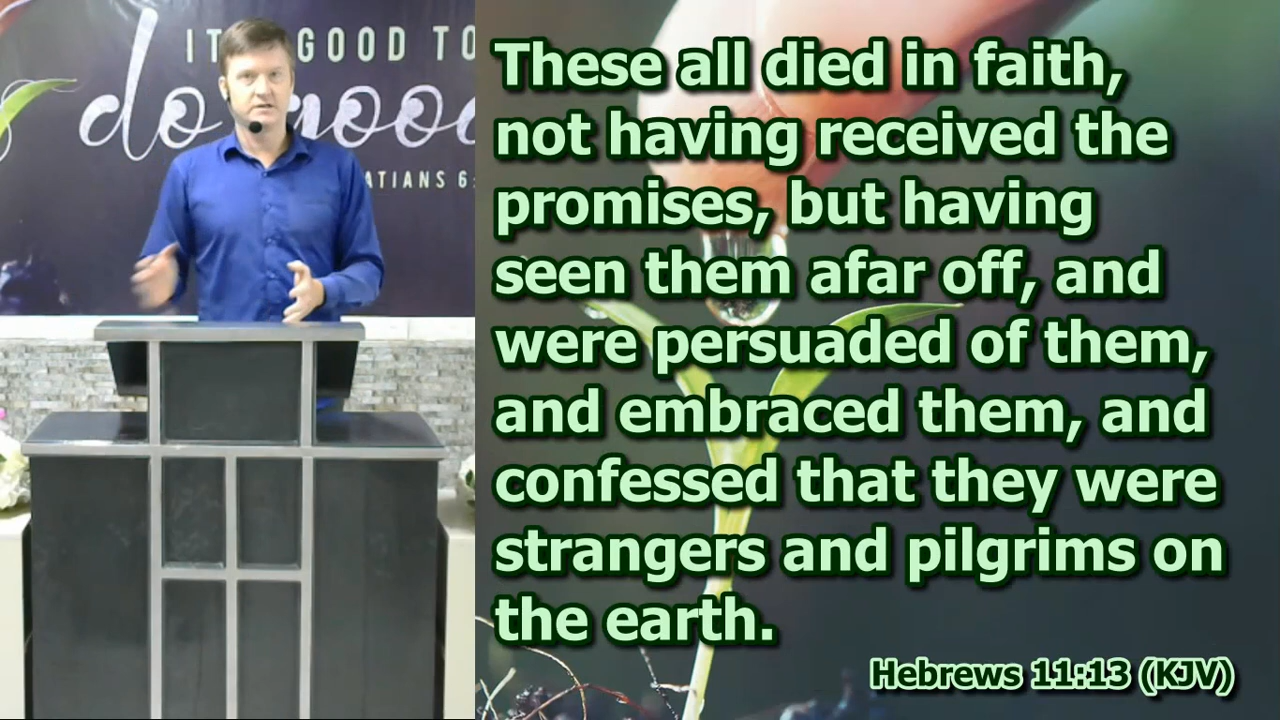 IT GOOD TO
do good
ATIANS 6:
These all died in faith,
not having received the
promises, but having
seen them afar off, and
were persuaded of them,
and embraced them, and
confessed that they were
strangers and pilgrims on
the earth.
Hebrews 11:13 (KJV)